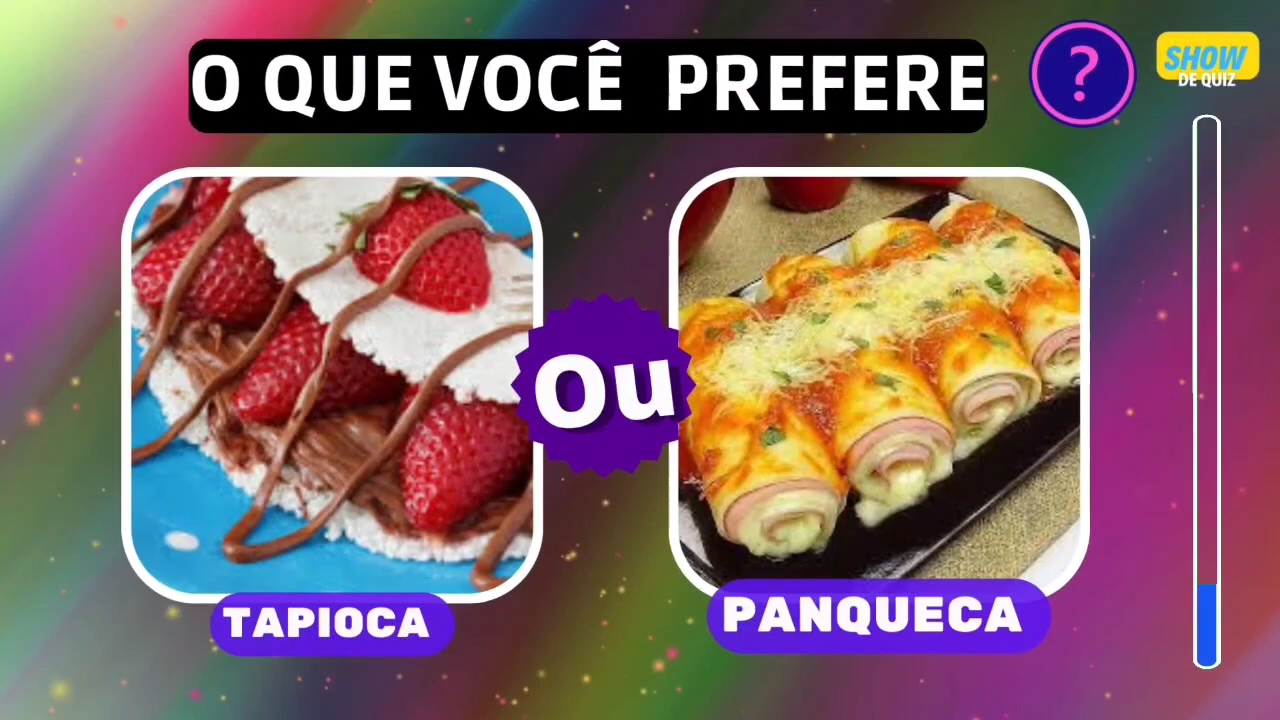 O QUE VOCÊ PREFERE
?
SHOW
DE QUIZ
Ou
TAPIOCA
PANQUECA